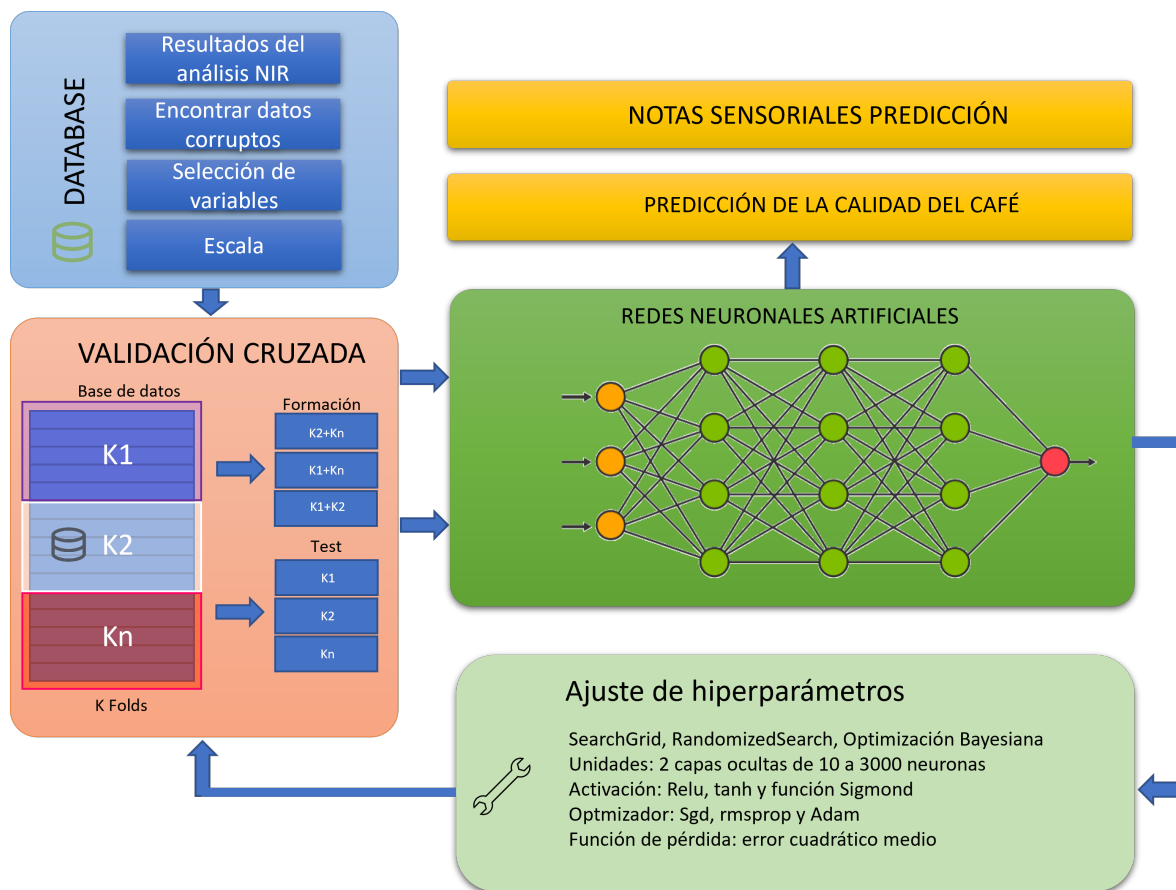 DATABASE
Resultados del
análisis NIR
Encontrar datos
corruptos
Selección de
variables
Escala
NOTAS SENSORIALES PREDICCIÓN
PREDICCIÓN DE LA CALIDAD DEL CAFÉ
REDES NEURONALES ARTIFICIALES
VALIDACIÓN CRUZADA
Base de datos
K1
K2
Kn
K Folds
Formación
K2+Kn
K1+Kn
K1+K2
Test
K1
K2
Kn
Ajuste de hiperparámetros
SearchGrid, RandomizedSearch, Optimización Bayesiana
Unidades: 2 capas ocultas de 10 a 3000 neuronas
Activación: Relu, tanh y función Sigmond
Optmizador: Sgd, rmsprop y Adam
Función de pérdida: error cuadrático medio